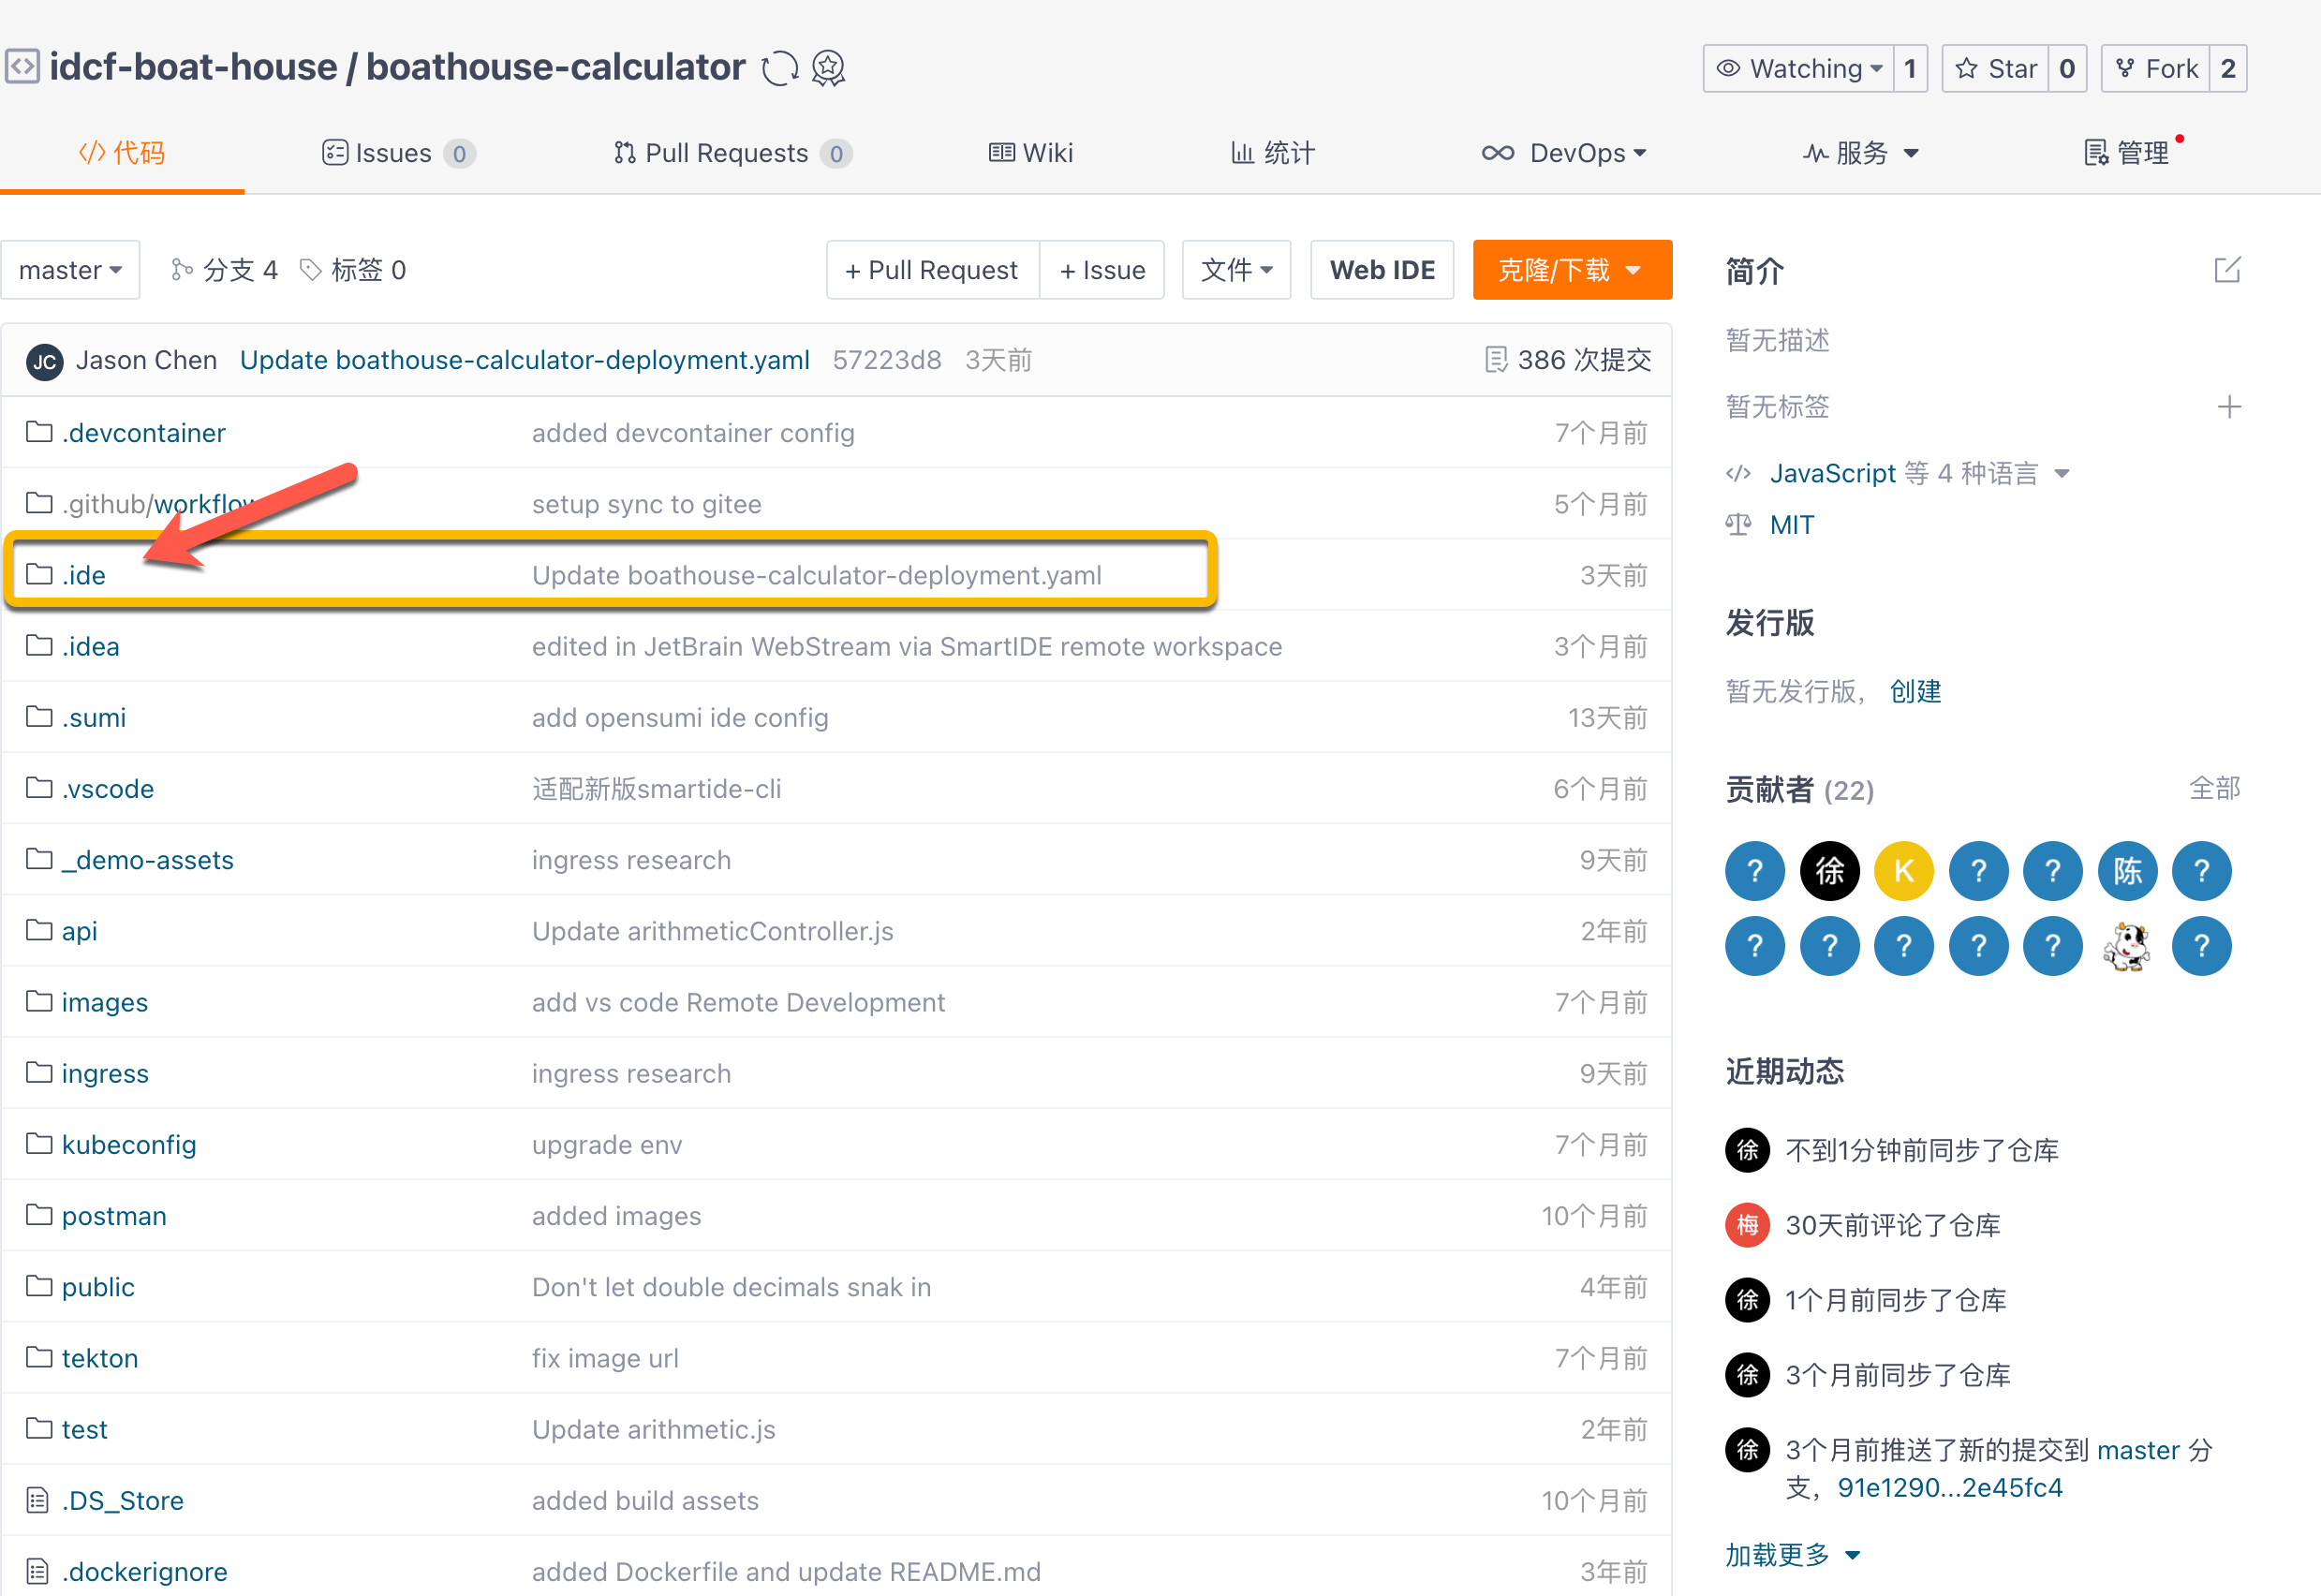 idcf-boat-house / boathouse-calculator
Watching 1 Star 0 Fork 2
代码 Issues 0 Pull Requests 0 Wiki 统计 DevOps 服务 管理
master 分支 4 标签 0 + Pull Request + Issue 文件 Web IDE 克隆/下载
JC Jason Chen Update boathouse-calculator-deployment.yaml 57223d8 3天前 386 次提交
.devcontainer added devcontainer config 7个月前
.github/workflow setup sync to gitee 5个月前
.ide Update boathouse-calculator-deployment.yaml 3天前
.idea edited in JetBrain WebStream via SmartIDE remote workspace 3个月前
.sumi add opensumi ide config 13天前
.vscode 适配新版smartide-cli 6个月前
_demo-assets ingress research 9天前
api Update arithmeticController.js 2年前
images add vs code Remote Development 7个月前
ingress ingress research 9天前
kubeconfig upgrade env 7个月前
postman added images 10个月前
public Don't let double decimals snak in 4年前
tekton fix image url 7个月前
test Update arithmetic.js 2年前
.DS_Store added build assets 10个月前
.dockerignore added Dockerfile and update README.md 3年前
简介
暂无描述
暂无标签
JavaScript 等 4 种语言
MIT
发行版
暂无发行版， 创建
贡献者 (22) 全部
? 徐 K ? ? 陈 ?
? ? ? ? ? ?
近期动态
徐 不到1分钟前同步了仓库
梅 30天前评论了仓库
徐 1个月前同步了仓库
徐 3个月前同步了仓库
徐 3个月前推送了新的提交到 master 分
支， 91e1290...2e45fc4
加载更多